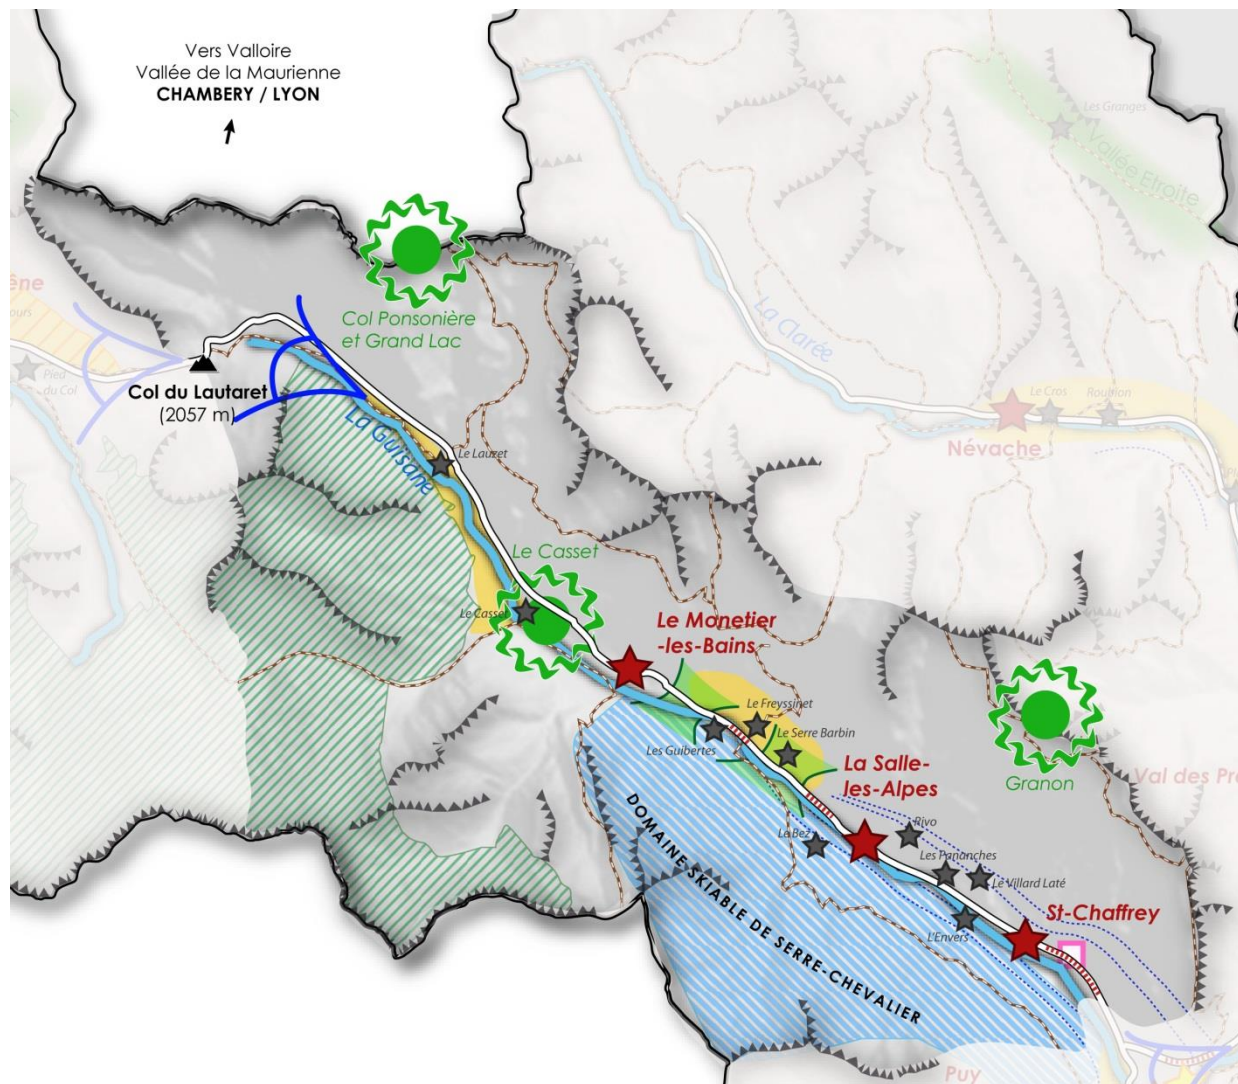 Vers Valloire
Vallée de la Maurienne
CHAMBERY / LYON
Les Granges
Vallée Etroite
Col Ponsonière
et Grand Lac
La Clarée
Pied
du Col
Col du Lautaret
(2057 m)
La Guisane
Le Cros
Roubion
Névache
Le Lauzet
Le Casset
Le Casset
Le Monetier
-les-Bains
Le Freyssinet
Le Serre Barbin
Les Guibertes
La Salle-
les-Alpes
Granon
Val des Pr
DOMAINE SKIABLE DE SERRE-CHEVALIER
Le Bez
Rivo
Les Pananches
Le Villard Laté
L'Envers
St-Chaffrey
Puy